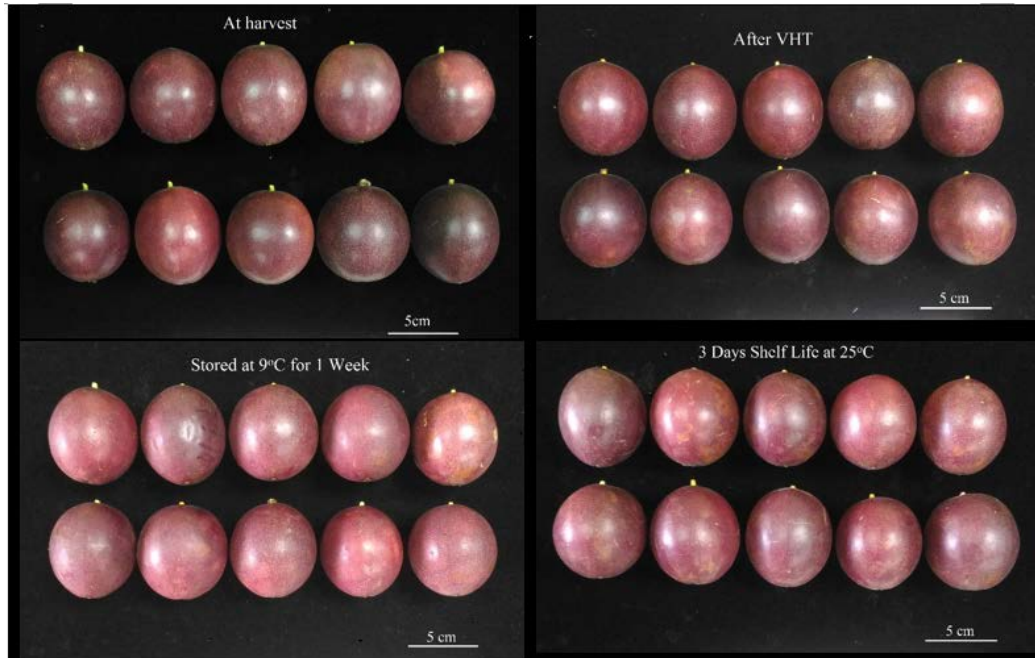 At harvest
5cm
After VHT
5 cm
Stored at 9°C for 1 Week
5 cm
3 Days Shelf Life at 25°C
5 cm